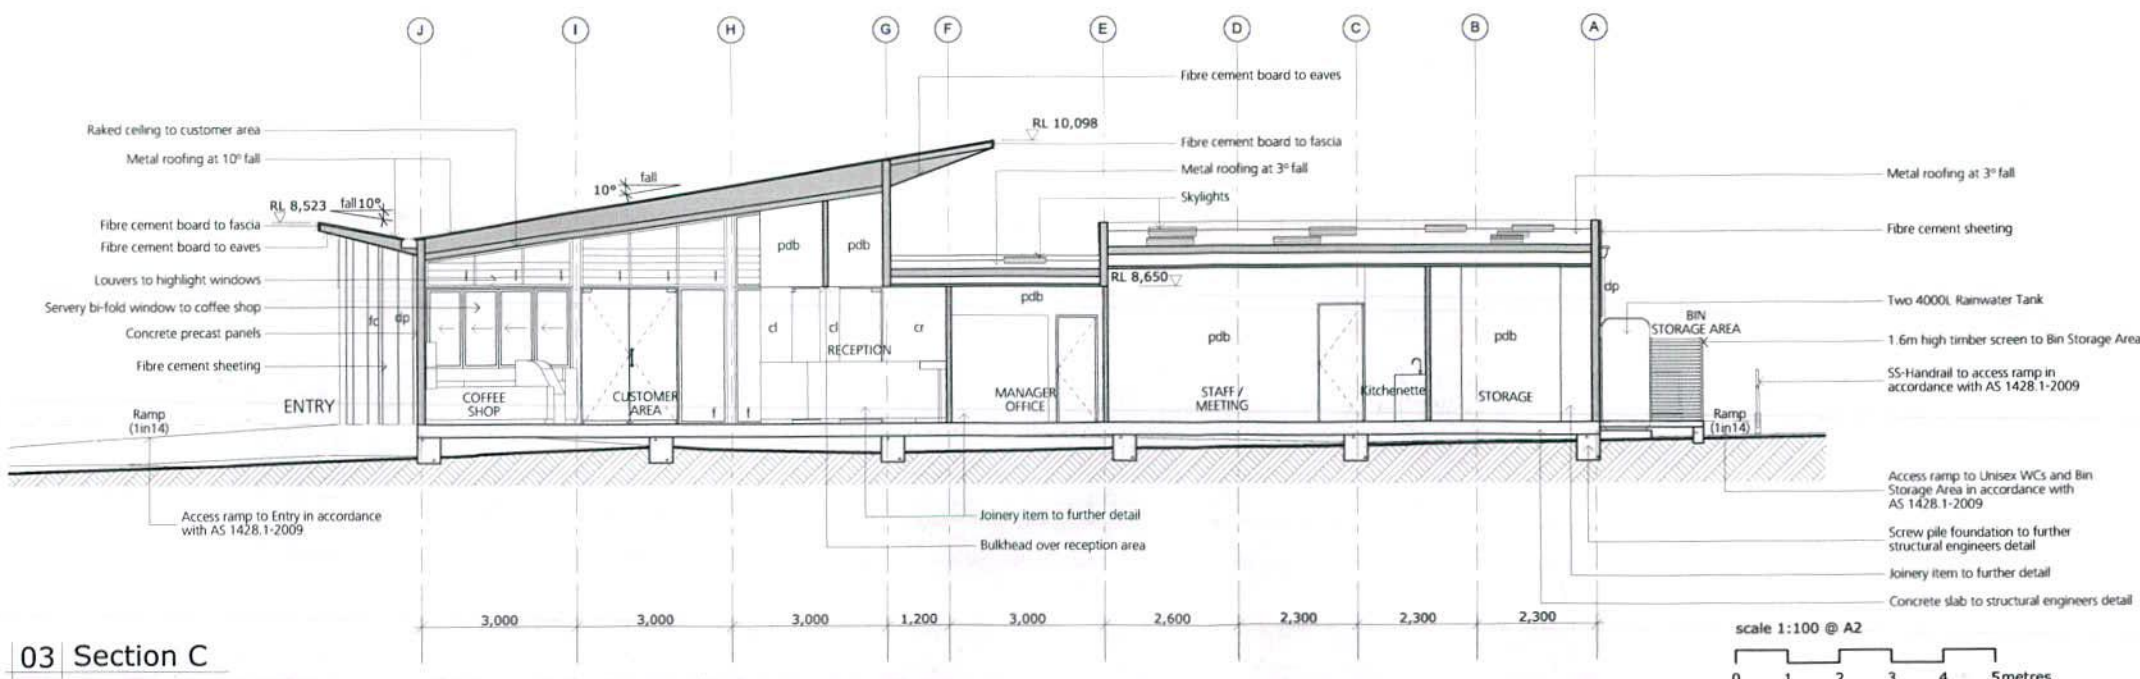 J
I
H
G
F
E
D
C
B
A
Fibre cement board to eaves
Raked ceiling to customer area
RL 10,098
Metal roofing at 10° fall
Fibre cement board to fascia
Metal roofing at 3° fall
Metal roofing at 3° fall
10°
fall
Skylights
RL 8,523
fall 10°
Fibre cement board to fascia
Fibre cement sheeting
Fibre cement board to eaves
pdb
pdb
Louvers to highlight windows
l
l
l
l
l
l
RL 8,650
dp
Servery bi-fold window to coffee shop
pdb
Two 4000L Rainwater Tank
fc
dp
cl
cl
cr
BIN
STORAGE AREA
Concrete precast panels
RECEPTION
pdb
pdb
1.6m high timber screen to Bin Storage Area
Fibre cement sheeting
SS-Handrail to access ramp in
accordance with AS 1428.1-2009
ENTRY
COFFEE
SHOP
CUSTOMER
AREA
f
f
MANAGER
OFFICE
STAFF /
MEETING
Kitchenette
STORAGE
Ramp
(1in14)
Ramp
(1in14)
Access ramp to Entry in accordance
with AS 1428.1-2009
Joinery item to further detail
Bulkhead over reception area
Access ramp to Unisex WCs and Bin
Storage Area in accordance with
AS 1428.1-2009
Screw pile foundation to further
structural engineers detail
Joinery item to further detail
Concrete slab to structural engineers detail
3,000
3,000
3,000
1,200
3,000
2,600
2,300
2,300
2,300
scale 1:100 @ A2
03 Section C
0 1 2 3 4 5metres